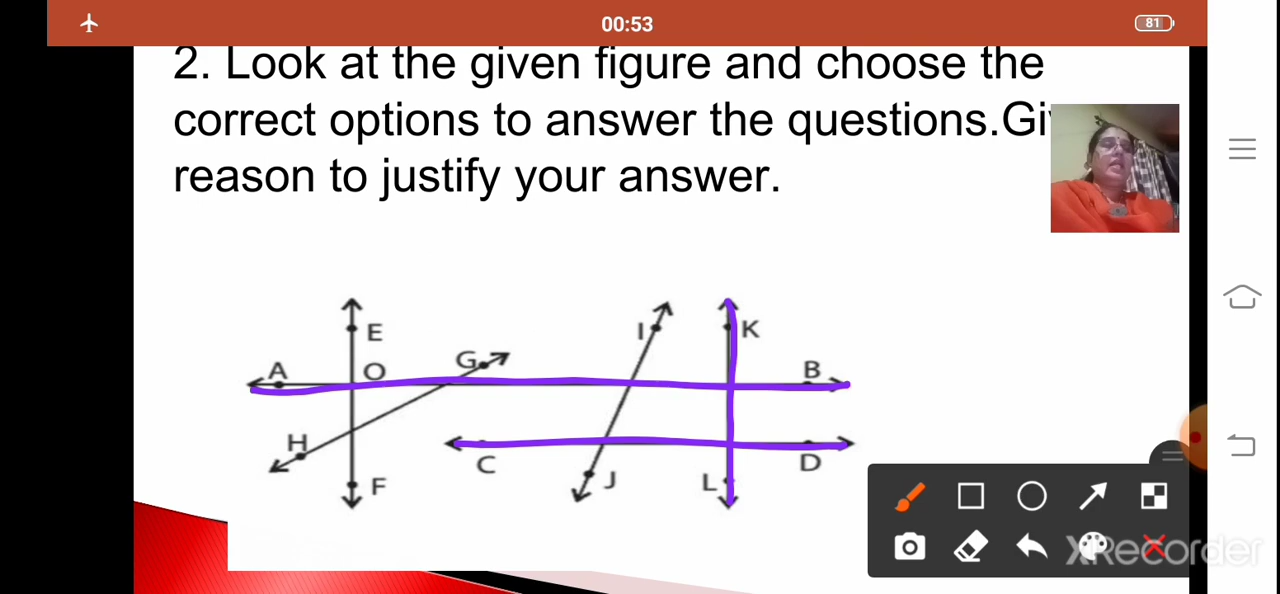 00:53
81
2. Look at the given figure and choose the
correct options to answer the questions.Gi
reason to justify your answer.
E
I
K
A
O
G
B
H
C
D
F
J
L
XRecorder